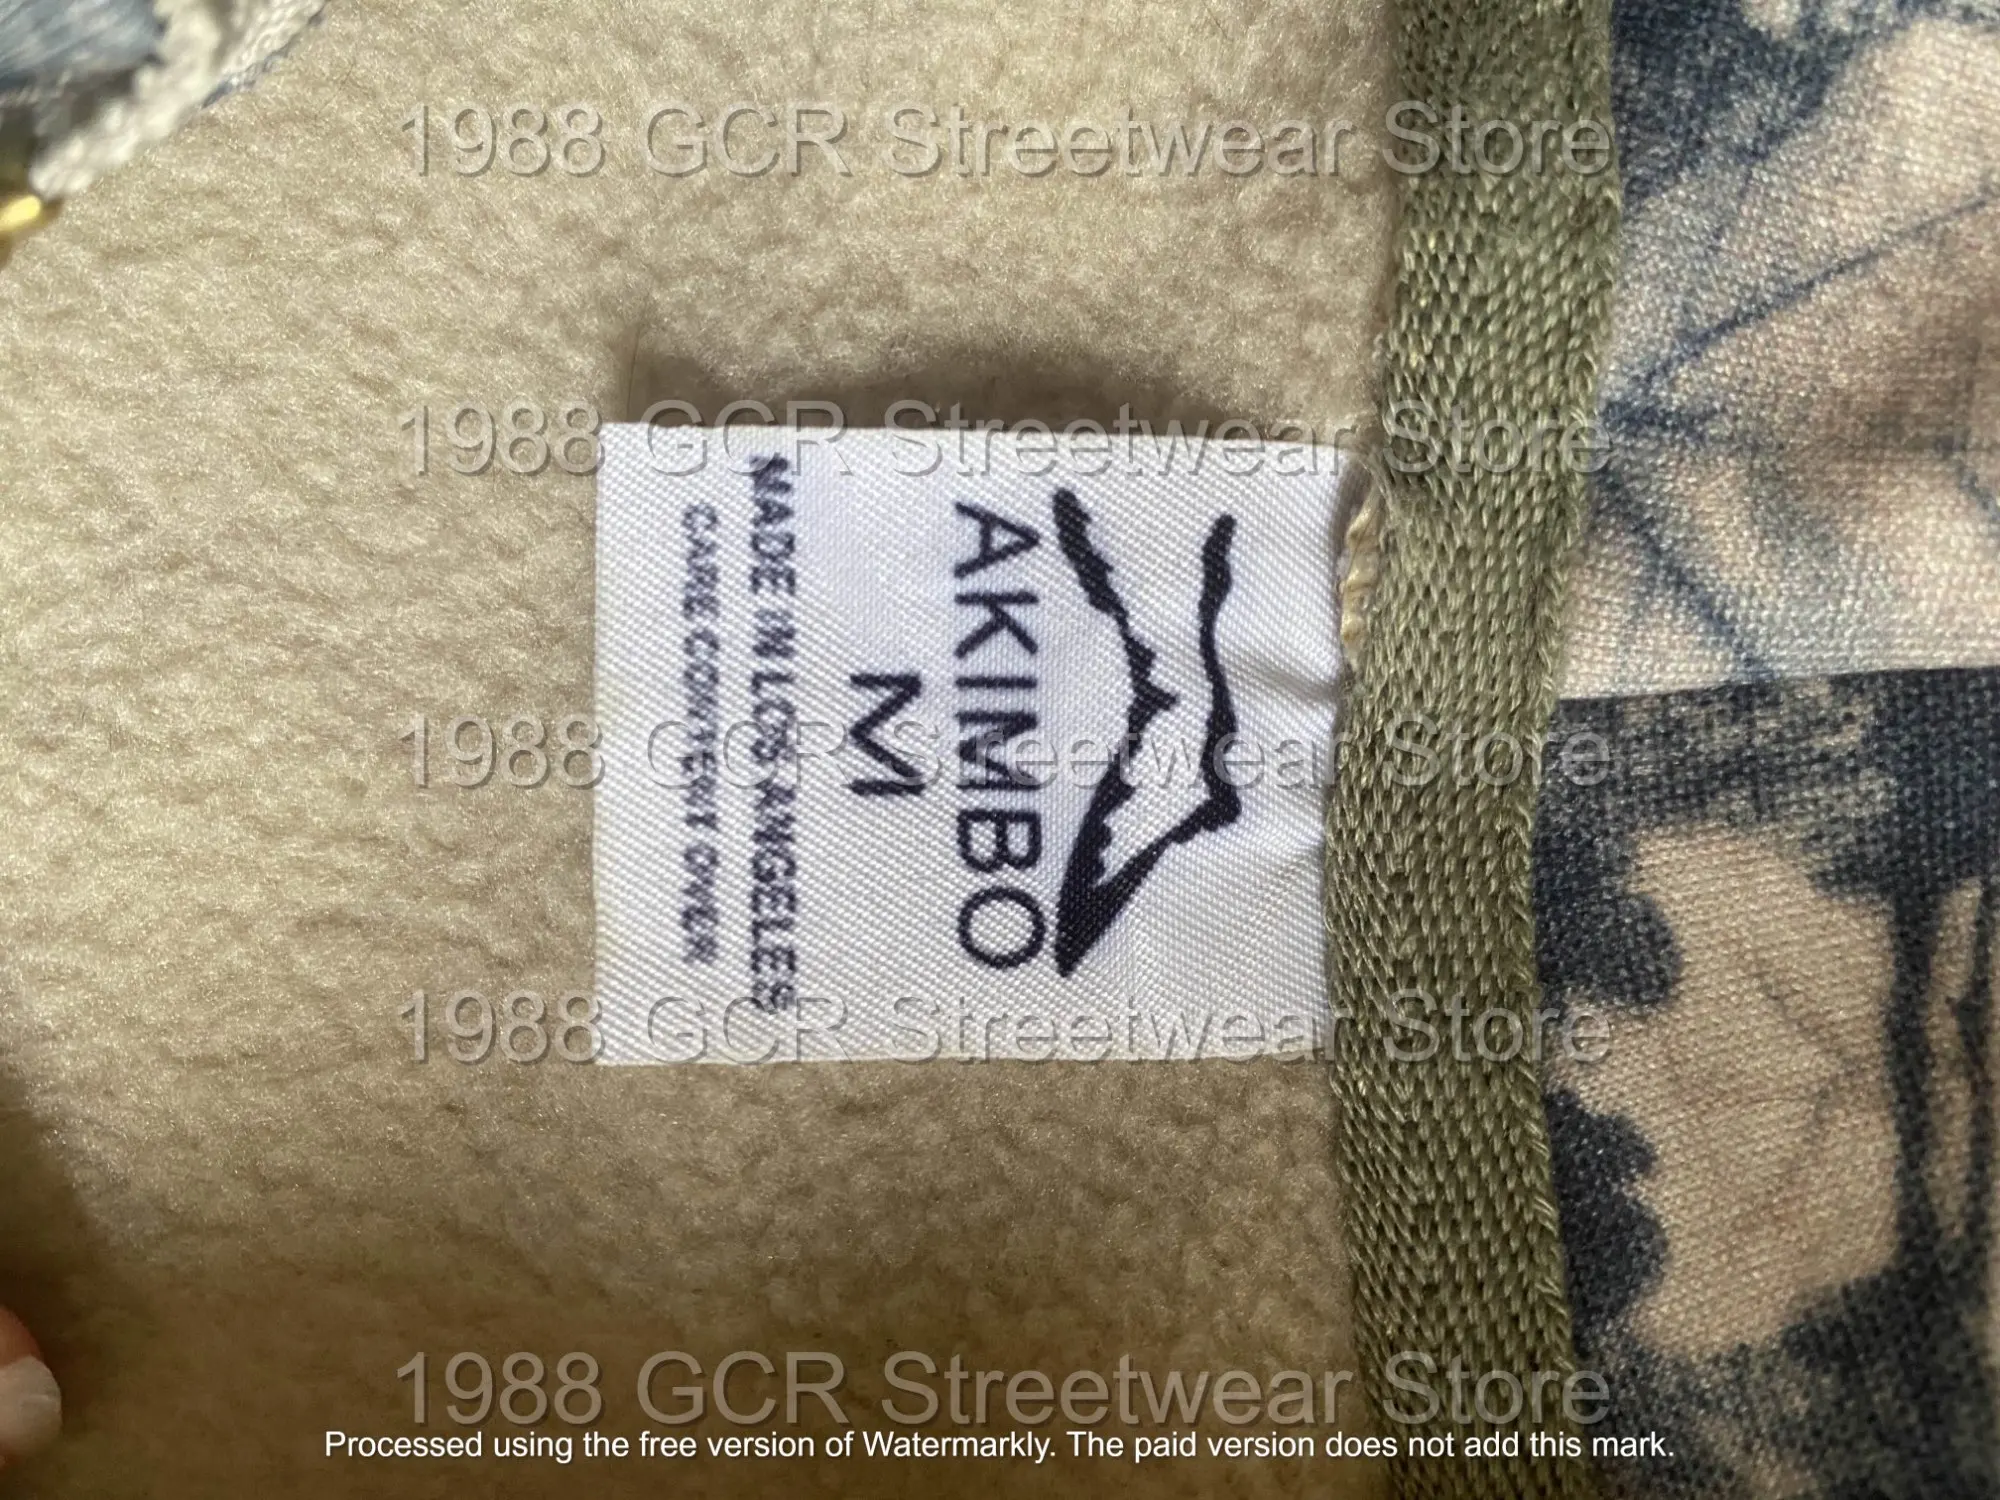 1988 GCR Streetwear Store
1988 GCR Streetwear Store
AKIMBO
M
MADE IN LOS ANGELES
CARE CONTENT OVER
1988 GCR Streetwear Store
1988 GCR Streetwear Store
1988 GCR Streetwear Store
Processed using the free version of Watermarkly. The paid version does not add this mark.